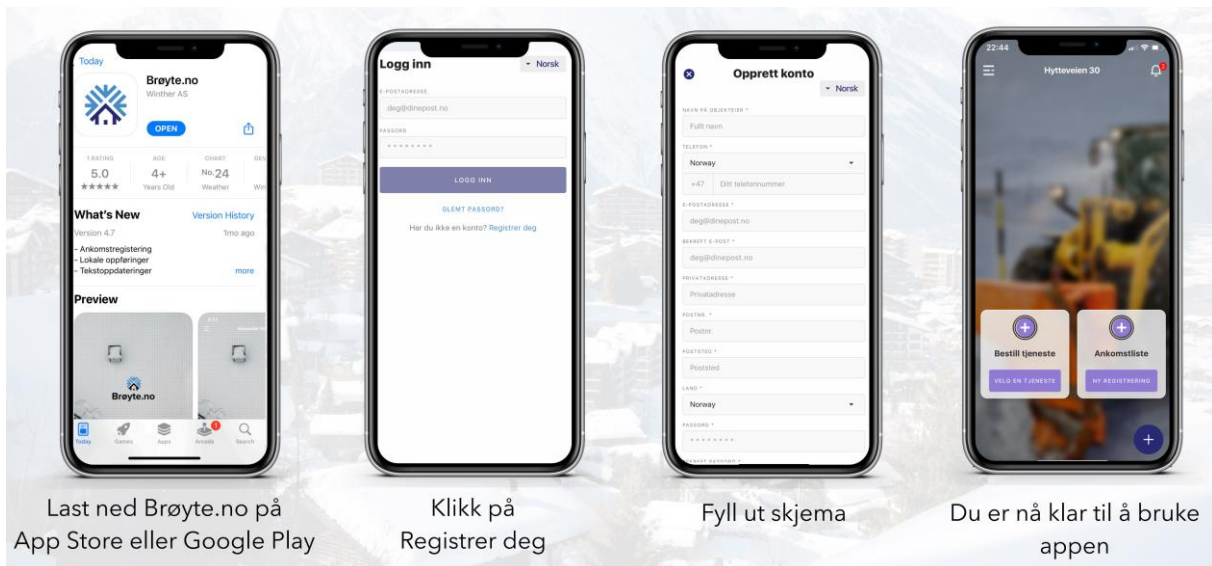 Today
Brøyte.no
Winther AS
OPEN
AGE
CHART
5.0
4+
No.24
★★★★★
Years Old
Weather
What's New
Version History
Version 4.7
1mo ago
- Ankomstregistering
- Lokale oppføringer
- Tekstoppdateringer
more
Preview
Brøyte.no
1
Today
Games
Apps
Arcade
Search
Last ned Brøyte.no på
App Store eller Google Play
Logg inn
Norsk
E-POSTADRESSE
deg@dinepost.no
PASSORD
********
LOGG INN
GLEMT PASSORD?
Har du ikke en konto? Registrer deg
Klikk på
Registrer deg
Opprett konto
Norsk
NAVN PÅ OBJEKTEIER *
Fullt navn
TELEFON *
Norway
+47 Ditt telefonnummer
E-POSTADRESSE *
deg@dinepost.no
BEKREFT E-POST *
deg@dinepost.no
PRIVATADRESSE *
Privatadresse
POSTNR. *
Postnr.
POSTSTED *
Poststed
LAND *
Norway
PASSORD *
********
Fyll ut skjema
22:44
Hytteveien 30
Bestill tjeneste
VELG EN TJENESTE
Ankomstliste
NY REGISTRERING
+
Du er nå klar til å bruke
appen